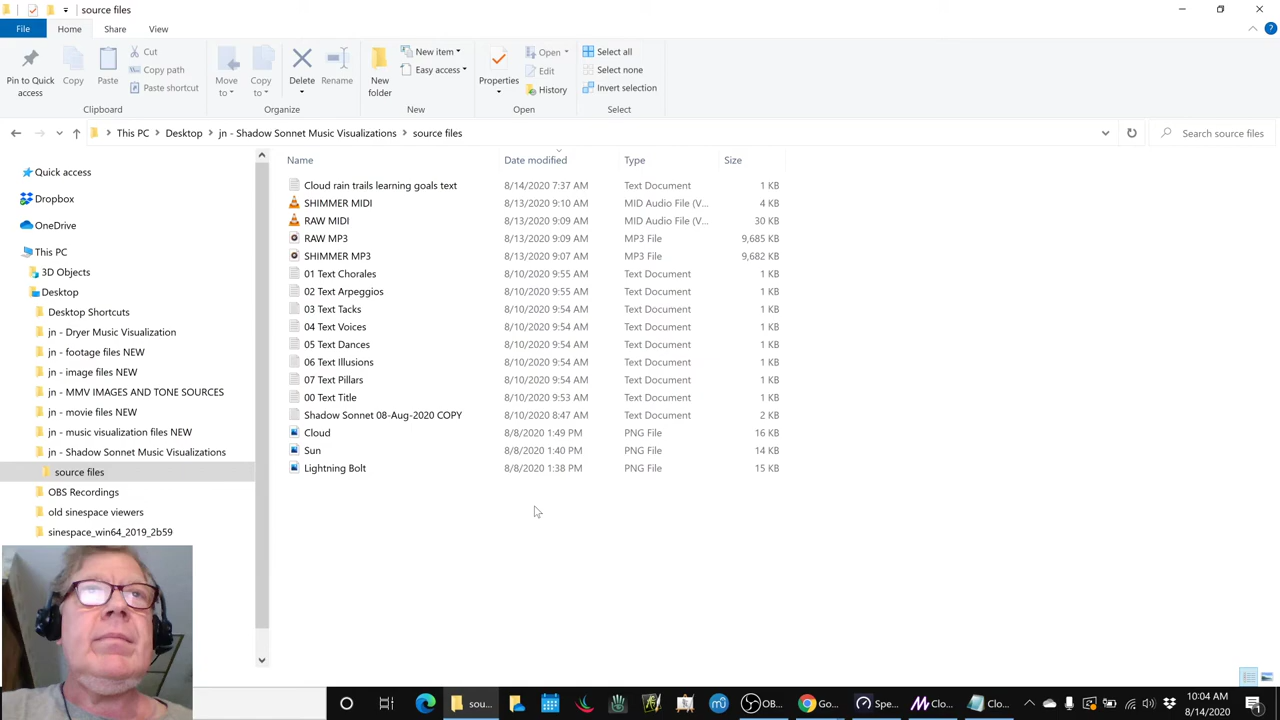 source files
File Home Share View
Pin to Quick access
Copy
Paste
Cut
Copy path
Paste shortcut
Clipboard
Move to
Copy to
Delete
Rename
Organize
New folder
New item
Easy access
New
Properties
Open
Edit
History
Open
Select all
Select none
Invert selection
Select
This PC Desktop jn - Shadow Sonnet Music Visualizations source files
Search source files
Quick access
Dropbox
OneDrive
This PC
3D Objects
Desktop
Desktop Shortcuts
jn - Dryer Music Visualization
jn - footage files NEW
jn - image files NEW
jn - MMV IMAGES AND TONE SOURCES
jn - movie files NEW
jn - music visualization files NEW
jn - Shadow Sonnet Music Visualizations
source files
OBS Recordings
old sinespace viewers
sinespace_win64_2019_2b59
Name Date modified Type Size
Cloud rain trails learning goals text 8/14/2020 7:37 AM Text Document 1 KB
SHIMMER MIDI 8/13/2020 9:10 AM MID Audio File (V... 4 KB
RAW MIDI 8/13/2020 9:09 AM MID Audio File (V... 30 KB
RAW MP3 8/13/2020 9:09 AM MP3 File 9,685 KB
SHIMMER MP3 8/13/2020 9:07 AM MP3 File 9,682 KB
01 Text Chorales 8/10/2020 9:55 AM Text Document 1 KB
02 Text Arpeggios 8/10/2020 9:55 AM Text Document 1 KB
03 Text Tacks 8/10/2020 9:54 AM Text Document 1 KB
04 Text Voices 8/10/2020 9:54 AM Text Document 1 KB
05 Text Dances 8/10/2020 9:54 AM Text Document 1 KB
06 Text Illusions 8/10/2020 9:54 AM Text Document 1 KB
07 Text Pillars 8/10/2020 9:54 AM Text Document 1 KB
00 Text Title 8/10/2020 9:53 AM Text Document 1 KB
Shadow Sonnet 08-Aug-2020 COPY 8/10/2020 8:47 AM Text Document 2 KB
Cloud 8/8/2020 1:49 PM PNG File 16 KB
Sun 8/8/2020 1:40 PM PNG File 14 KB
Lightning Bolt 8/8/2020 1:38 PM PNG File 15 KB
sou... OB... Go... Spe... Clo... Clo...
10:04 AM
8/14/2020